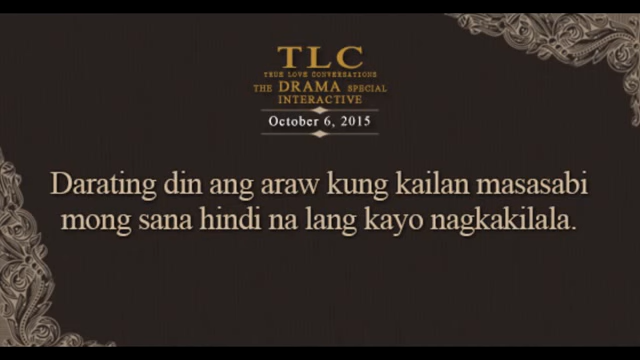 TLC
TRUE LOVE CONVERSATIONS
THE DRAMA SPECIAL
INTERACTIVE
October 6, 2015
Darating din ang araw kung kailan masasabi
mong sana hindi na lang kayo nagkakilala.